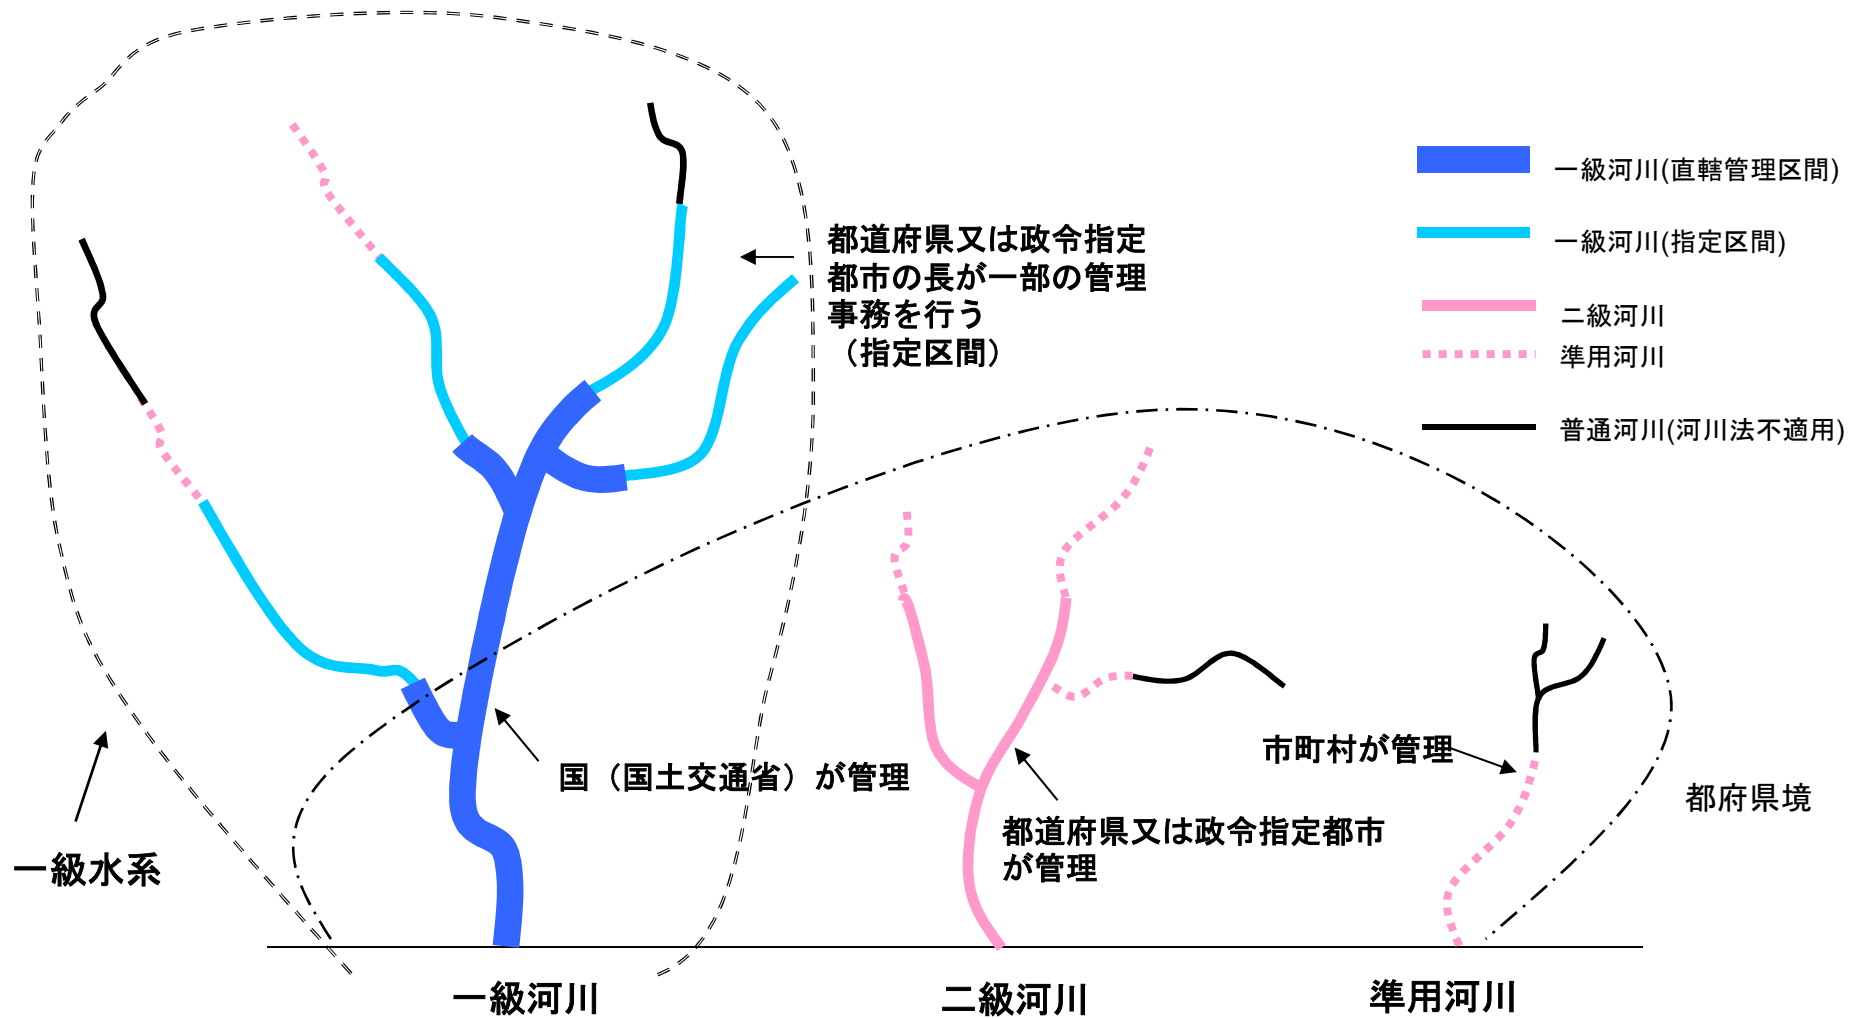 一級河川(直轄管理区間)
一級河川(指定区間)
二級河川
準用河川
普通河川(河川法不適用)
都道府県又は政令指定
都市の長が一部の管理
事務を行う
（指定区間）
国（国土交通省）が管理
市町村が管理
都府県境
都道府県又は政令指定都市
が管理
一級水系
一級河川
二級河川
準用河川